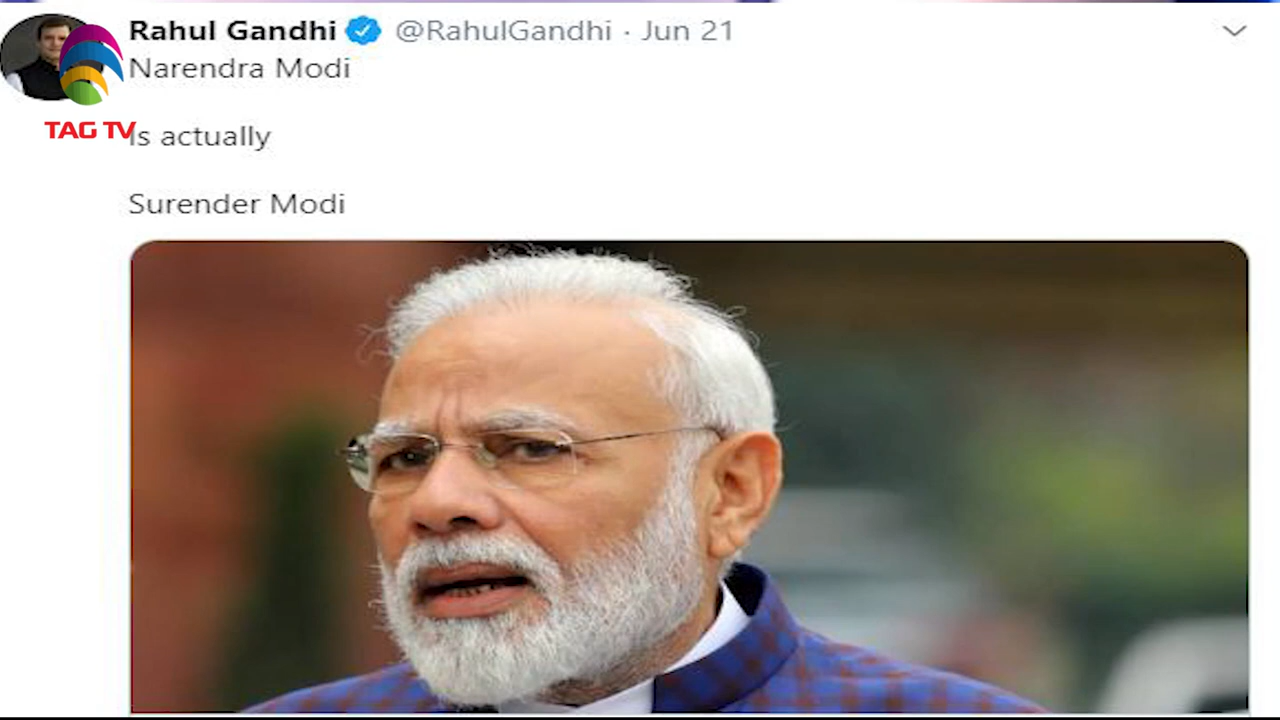 Rahul Gandhi @RahulGandhi · Jun 21
Narendra Modi
TAG TV
Is actually
Surender Modi